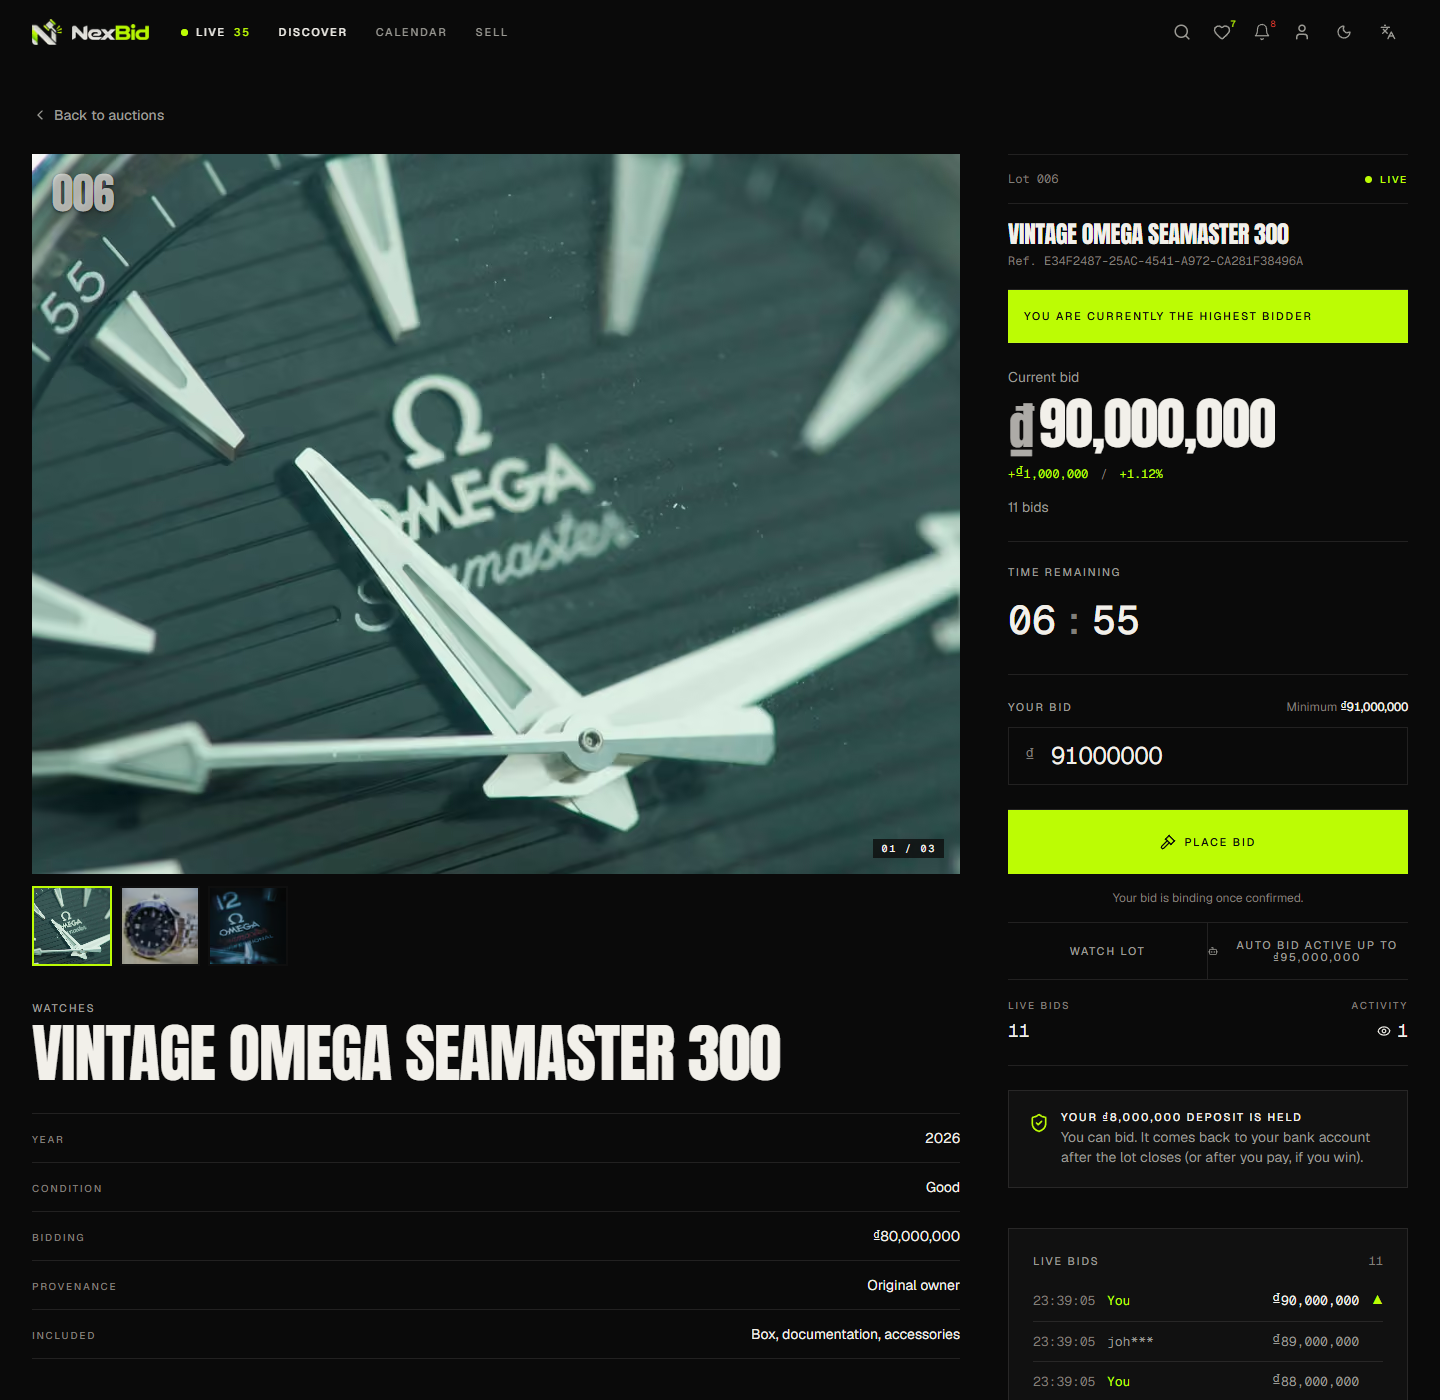 NexBid
LIVE 35
DISCOVER
CALENDAR
SELL
7
8
Back to auctions
006
55
OMEGA
Seamaster
01 / 03
12
OMEGA
WATCHES
VINTAGE OMEGA SEAMASTER 300
YEAR 2026
CONDITION Good
BIDDING ₫80,000,000
PROVENANCE Original owner
INCLUDED Box, documentation, accessories
Lot 006
LIVE
VINTAGE OMEGA SEAMASTER 300
Ref. E34F2487-25AC-4541-A972-CA281F38496A
YOU ARE CURRENTLY THE HIGHEST BIDDER
Current bid
₫90,000,000
+₫1,000,000 / +1.12%
11 bids
TIME REMAINING
06 : 55
YOUR BID
Minimum ₫91,000,000
₫ 91000000
PLACE BID
Your bid is binding once confirmed.
WATCH LOT
AUTO BID ACTIVE UP TO
₫95,000,000
LIVE BIDS
11
ACTIVITY
1
YOUR ₫8,000,000 DEPOSIT IS HELD
You can bid. It comes back to your bank account
after the lot closes (or after you pay, if you win).
LIVE BIDS 11
23:39:05 You ₫90,000,000 ▲
23:39:05 joh*** ₫89,000,000
23:39:05 You ₫88,000,000